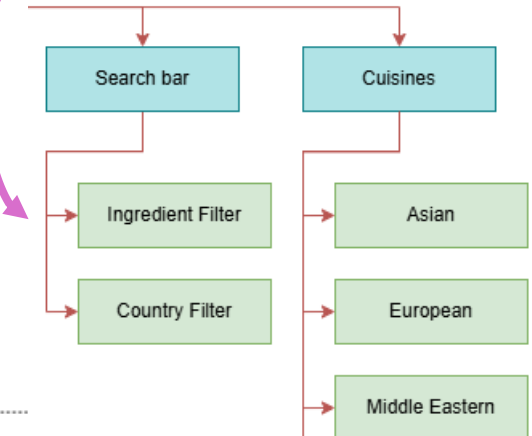 Search bar
Cuisines
Ingredient Filter
Asian
Country Filter
European
Middle Eastern